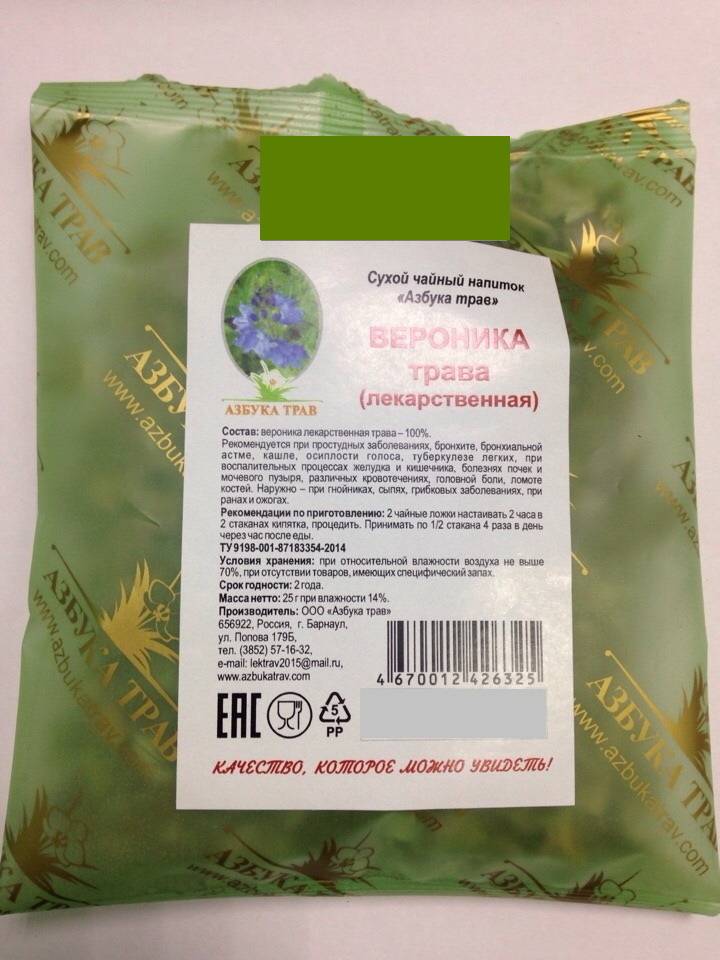 Сухой чайный напиток
«Азбука трав»
ВЕРОНИКА
трава
(лекарственная)
АЗБУКА ТРАВ
Состав: вероника лекарственная трава – 100%.
Рекомендуется при простудных заболеваниях, бронхите, бронхиальной
астме, кашле, осиплости голоса, туберкулезе легких, при
воспалительных процессах желудка и кишечника, болезнях почек и
мочевого пузыря, различных кровотечениях, головной боли, ломоте
костей. Наружно – при гнойниках, сыпях, грибковых заболеваниях, при
ранах и ожогах.
Рекомендации по приготовлению: 2 чайные ложки настаивать 2 часа в
2 стаканах кипятка, процедить. Принимать по 1/2 стакана 4 раза в день
через час после еды.
ТУ 9198-001-87183354-2014
Условия хранения: при относительной влажности воздуха не выше
70%, при отсутствии товаров, имеющих специфический запах.
Срок годности: 2 года.
Масса нетто: 25 г при влажности 14%.
Производитель: ООО «Азбука трав»
656922, Россия, г. Барнаул,
ул. Попова 179Б,
тел. (3852) 57-16-32,
e-mail: lektrav2015@mail.ru,
www.azbukatrav.com
4 670012 426325
EAC
5
PP
КАЧЕСТВО, КОТОРОЕ МОЖНО УВИДЕТЬ!
АЗБУКА ТРАВ
www.azbukatrav.com